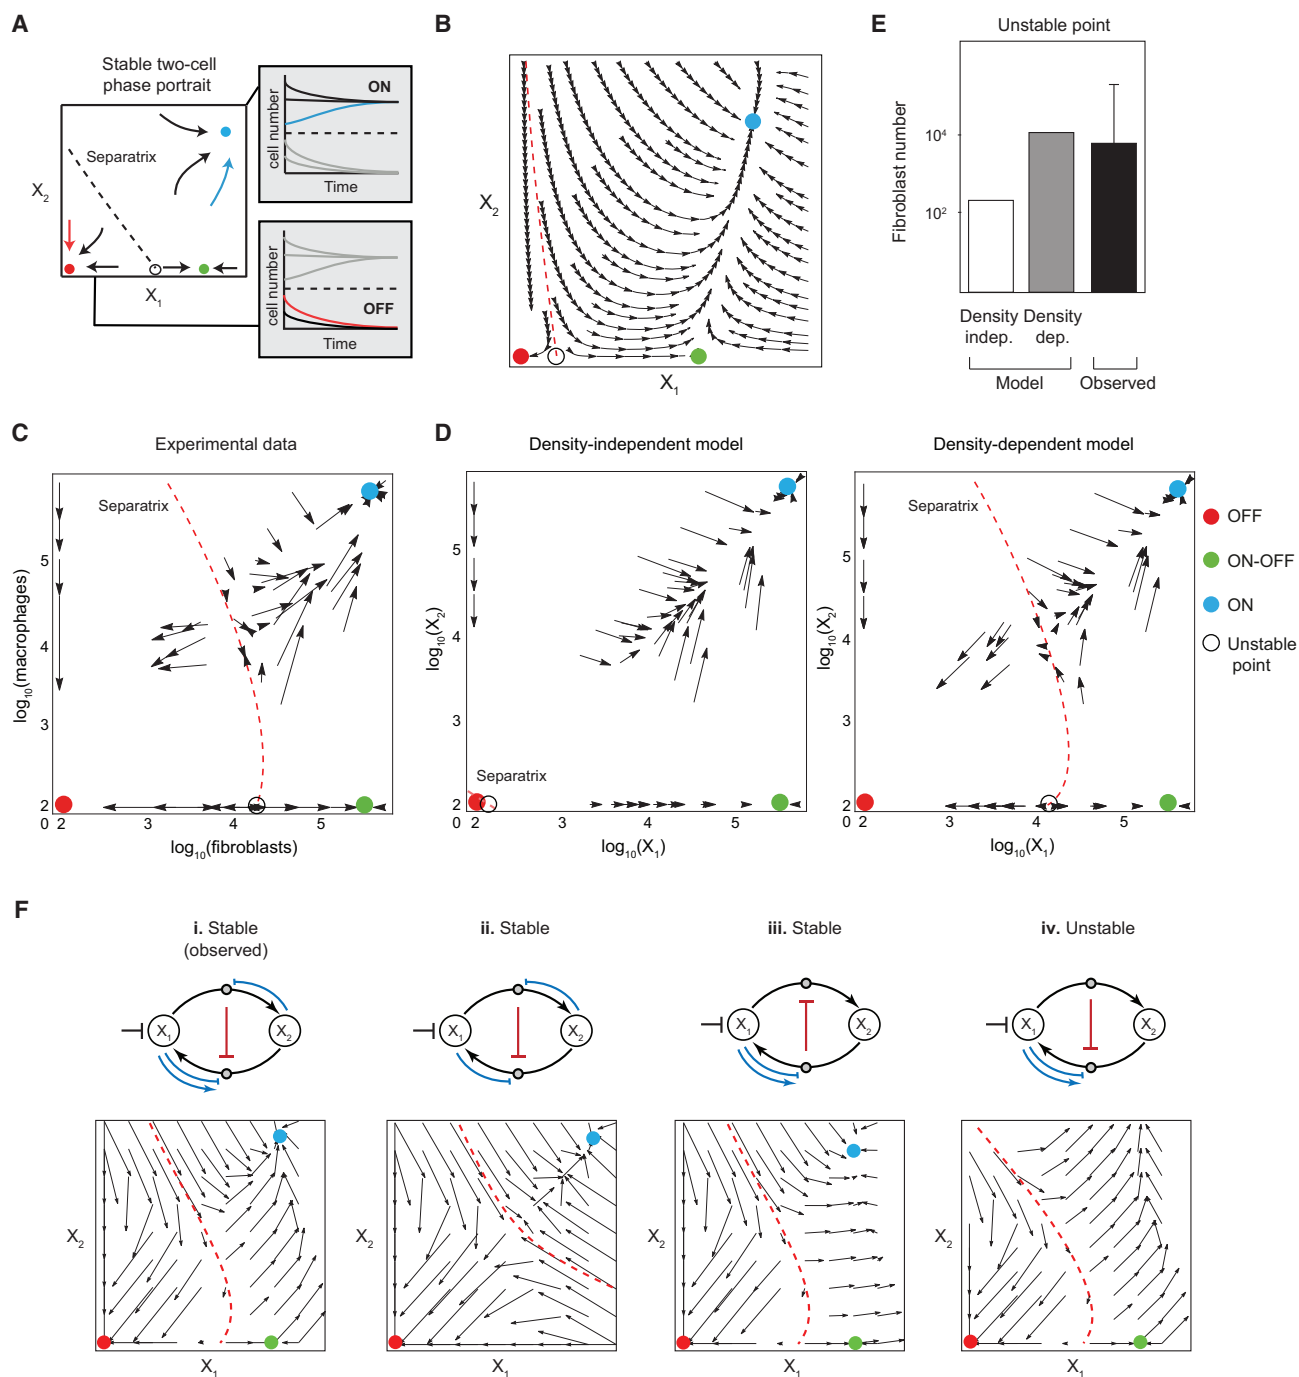 A
Stable two-cell
phase portrait
Separatrix
X2
X1
ON
cell number
Time
cell number
OFF
Time
B
X2
X1
E
Unstable point
Fibroblast number
10^4
10^2
Density
indep.
Density
dep.
Model
Observed
C
Experimental data
Separatrix
log10(macrophages)
5
4
3
2
0 2 3 4 5
log10(fibroblasts)
D
Density-independent model
log10(X2)
5
4
3
2
Separatrix
0 2 3 4 5
log10(X1)
Density-dependent model
Separatrix
log10(X2)
5
4
3
2
0 2 3 4 5
log10(X1)
OFF
ON-OFF
ON
Unstable
point
F
i. Stable
(observed)
X1
X2
X2
X1
ii. Stable
X1
X2
X2
X1
iii. Stable
X1
X2
X2
X1
iv. Unstable
X1
X2
X2
X1